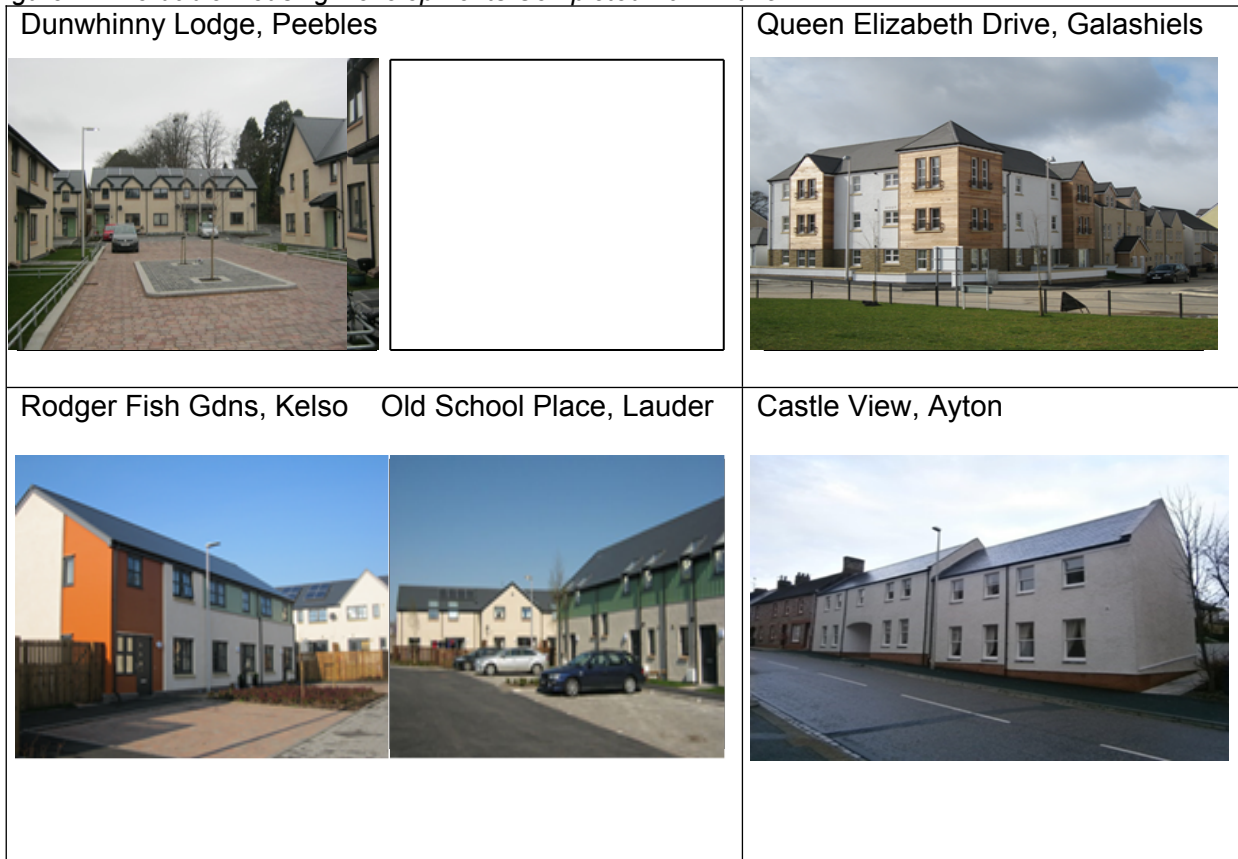 Dunwhinny Lodge, Peebles
Queen Elizabeth Drive, Galashiels
Rodger Fish Gdns, Kelso Old School Place, Lauder
Castle View, Ayton